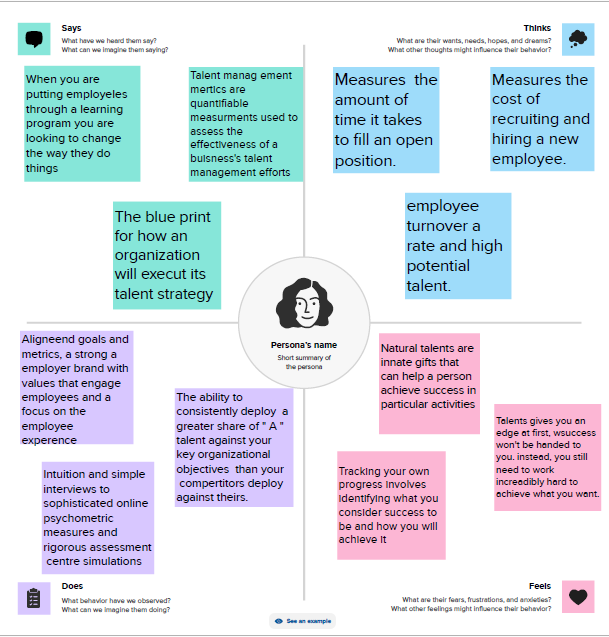 Says
What have we heard them say?
What can we imagine them saying?
Thinks
What are their wants, needs, hopes, and dreams?
What other thoughts might influence their behavior?
When you are
putting employeles
through a learning
program you are
looking to change
the way they do
things
Talent manag ement
mertics are
quantifiable
measurments used to
assess the
effectiveness of a
buisness's talent
management efforts
Measures the
amount of
time it takes
to fill an open
position.
Measures the
cost of
recruiting and
hiring a new
employee.
The blue print
for how an
organization
will execut its
talent strategy
employee
turnover a
rate and high
potential
talent.
Persona's name
Short summary of
the persona
Aligneend goals and
metrics, a strong a
employer brand with
values that engage
employees and a
focus on the
employee
experence
The ability to
consistently deploy a
greater share of " A "
talent against your
key organizational
objectives than your
competitors deploy
against theirs.
Intuition and simple
interviews to
sophisticated online
psychometric
measures and
rigorous assessment
centre simulations
Natural talents are
innate gifts that
can help a person
achieve success in
particular activities
Talents gives you an
edge at first, wsuccess
won't be handed to
you. instead, you still
need to work
increadibly hard to
achieve what you want.
Tracking your own
progress involves
identifying what you
consider success to
be and how you will
achieve it
Does
What behavior have we observed?
What can we imagine them doing?
Feels
What are their fears, frustrations, and anxieties?
What other feelings might influence their behavior?
See an example